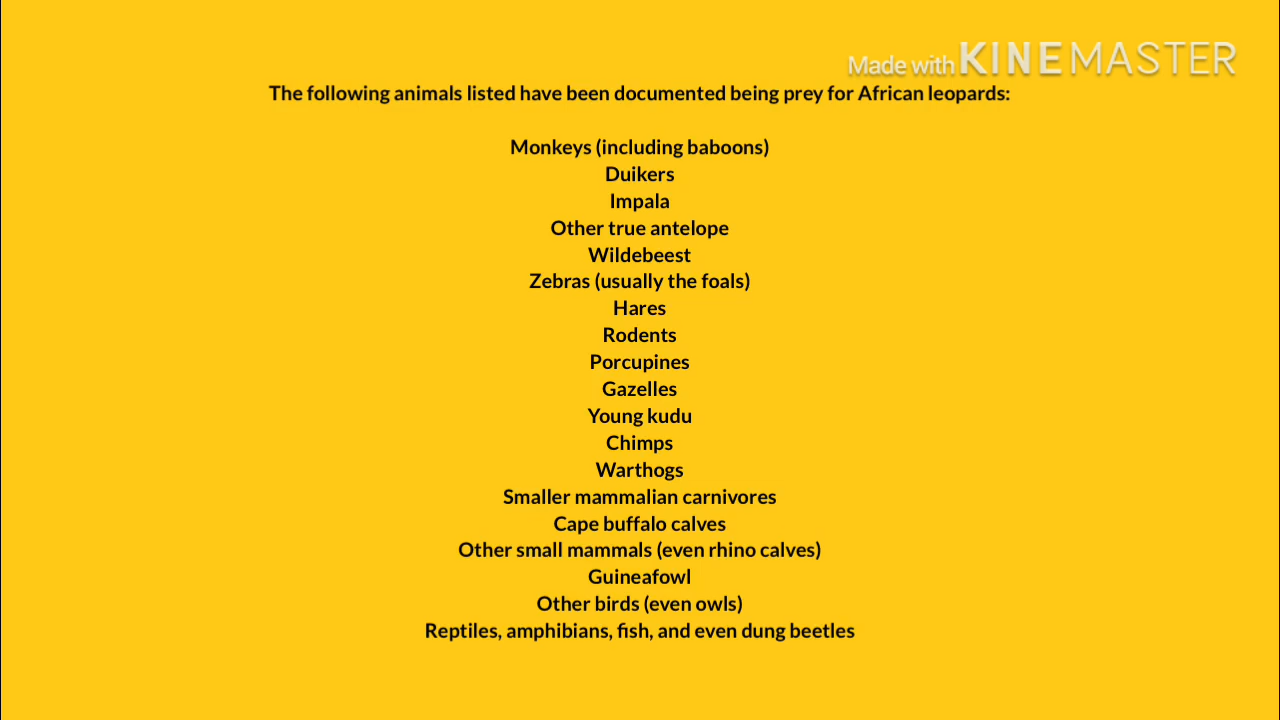 Made with KINEMASTER
The following animals listed have been documented being prey for African leopards:
Monkeys (including baboons)
Duikers
Impala
Other true antelope
Wildebeest
Zebras (usually the foals)
Hares
Rodents
Porcupines
Gazelles
Young kudu
Chimps
Warthogs
Smaller mammalian carnivores
Cape buffalo calves
Other small mammals (even rhino calves)
Guineafowl
Other birds (even owls)
Reptiles, amphibians, fish, and even dung beetles